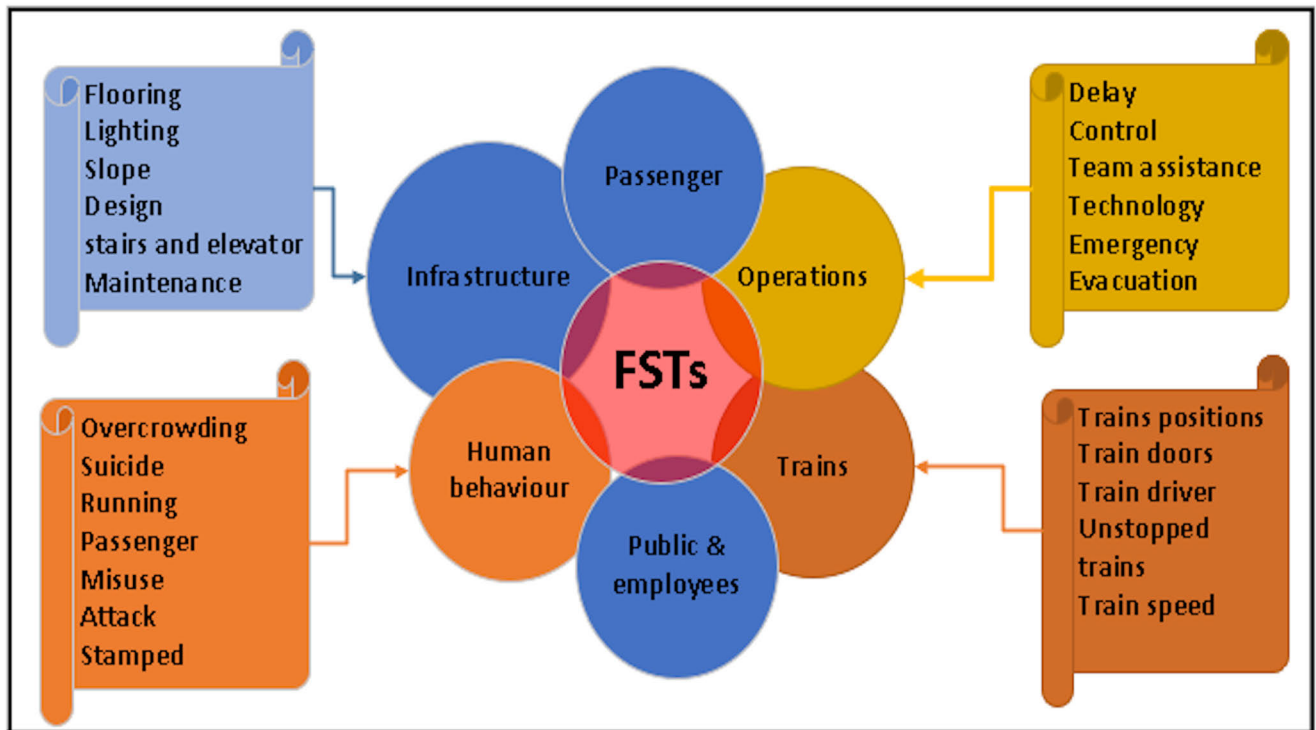 Flooring
Lighting
Slope
Design
stairs and elevator
Maintenance
Passenger
Infrastructure
Operations
Delay
Control
Team assistance
Technology
Emergency
Evacuation
FSTs
Overcrowding
Suicide
Running
Passenger
Misuse
Attack
Stamped
Human
behaviour
Trains
Public &
employees
Trains positions
Train doors
Train driver
Unstopped
trains
Train speed